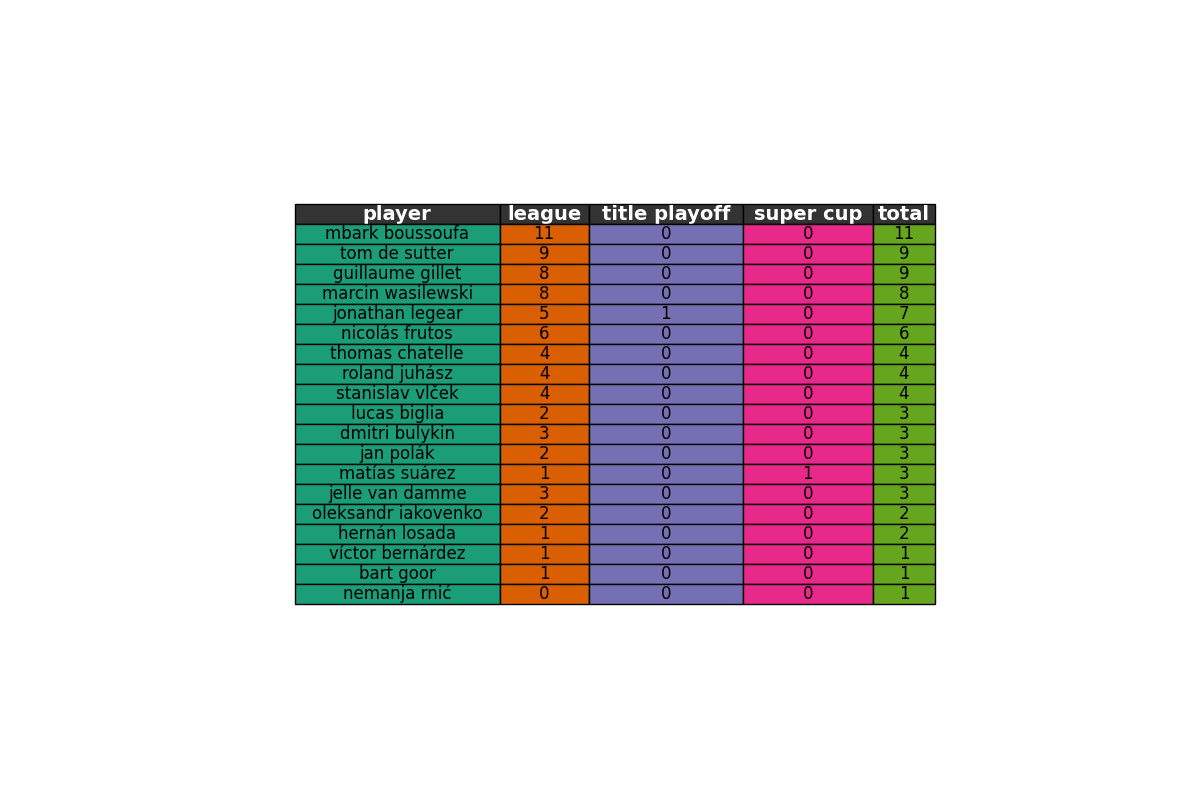 player league title playoff super cup total
mbark boussoufa 11 0 0 11
tom de sutter 9 0 0 9
guillaume gillet 8 0 0 9
marcin wasilewski 8 0 0 8
jonathan legear 5 1 0 7
nicolás frutos 6 0 0 6
thomas chatelle 4 0 0 4
roland juhász 4 0 0 4
stanislav vlček 4 0 0 4
lucas biglia 2 0 0 3
dmitri bulykin 3 0 0 3
jan polák 2 0 0 3
matías suárez 1 0 1 3
jelle van damme 3 0 0 3
oleksandr iakovenko 2 0 0 2
hernán losada 1 0 0 2
víctor bernárdez 1 0 0 1
bart goor 1 0 0 1
nemanja rnić 0 0 0 1